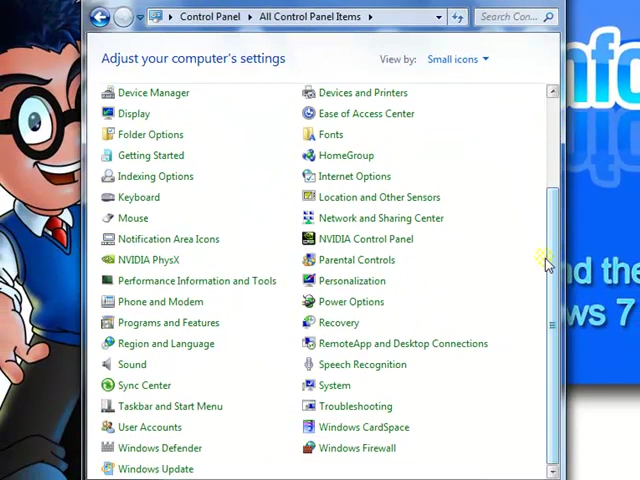 Control Panel ▸ All Control Panel Items ▸
Search Con...
Adjust your computer's settings
View by: Small icons
Device Manager
Devices and Printers
Display
Ease of Access Center
Folder Options
Fonts
Getting Started
HomeGroup
Indexing Options
Internet Options
Keyboard
Location and Other Sensors
Mouse
Network and Sharing Center
Notification Area Icons
NVIDIA Control Panel
NVIDIA PhysX
Parental Controls
Performance Information and Tools
Personalization
Phone and Modem
Power Options
Programs and Features
Recovery
Region and Language
RemoteApp and Desktop Connections
Sound
Speech Recognition
Sync Center
System
Taskbar and Start Menu
Troubleshooting
User Accounts
Windows CardSpace
Windows Defender
Windows Firewall
Windows Update
nfo
nd the
ws 7